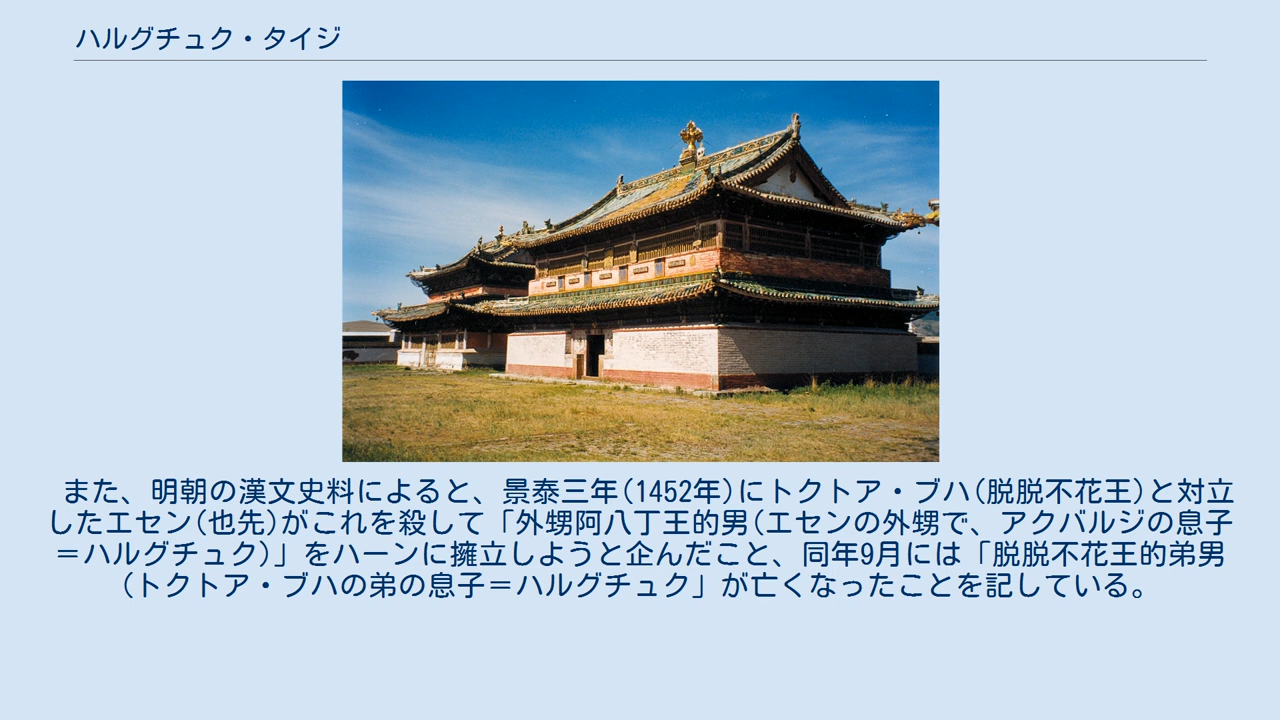 ハルグチュク・タイジ
また、明朝の漢文史料によると、景泰三年(1452年)にトクトア・ブハ(脱脱不花王)と対立
したエセン(也先)がこれを殺して「外甥阿八丁王的男(エセンの外甥で、アクバルジの息子
＝ハルグチュク)」をハーンに擁立しようと企んだこと、同年9月には「脱脱不花王的弟男
(トクトア・ブハの弟の息子＝ハルグチュク」が亡くなったことを記している。